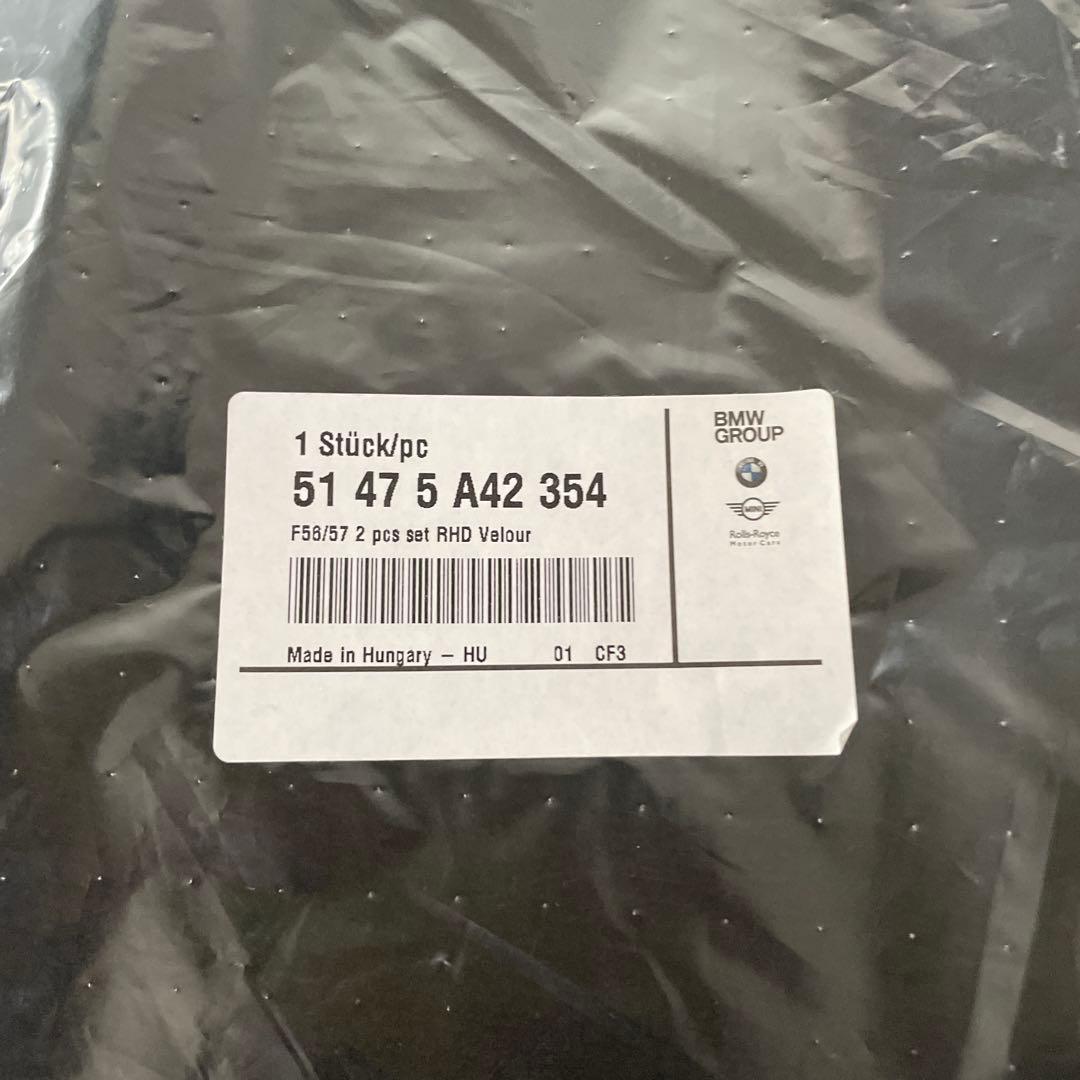 1 Stück/pc
51 47 5 A42 354
F56/57 2 pcs set RHD Velour
Made in Hungary – HU 01 CF3
BMW
GROUP
MINI
Rolls-Royce
Motor Cars